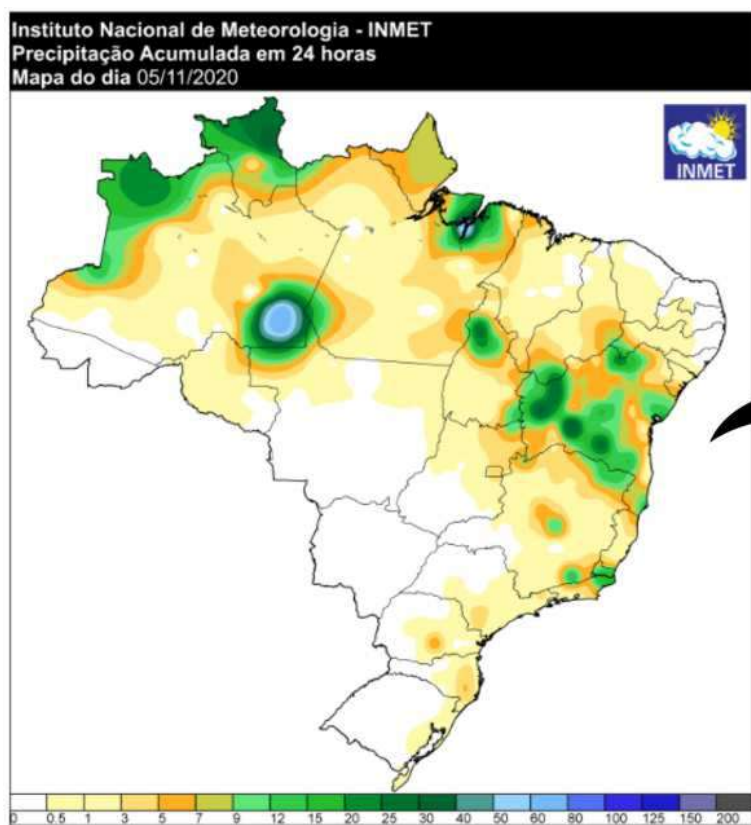 Instituto Nacional de Meteorologia - INMET
Precipitação Acumulada em 24 horas
Mapa do dia 05/11/2020
INMET
0 0.5 1 3 5 7 9 12 15 20 25 30 40 50 60 80 100 125 150 200